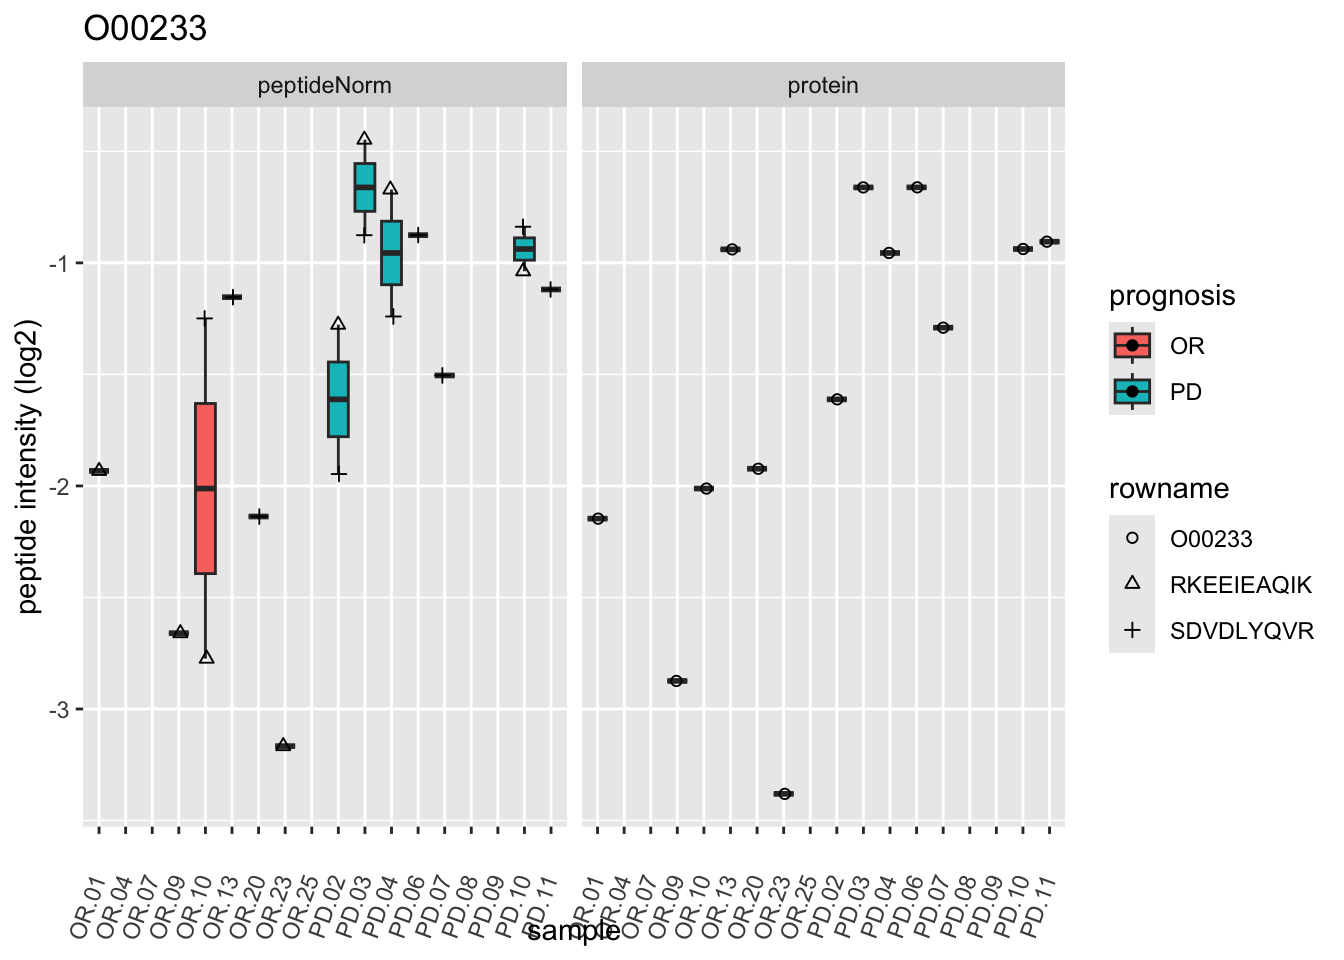 O00233
peptideNorm
protein
peptide intensity (log2)
-1
-2
-3
OR.01
OR.04
OR.07
OR.09
OR.10
OR.13
OR.20
OR.23
OR.25
PD.02
PD.03
PD.04
PD.06
PD.07
PD.08
PD.09
PD.10
PD.11
OR.01
OR.04
OR.07
OR.09
OR.10
OR.13
OR.20
OR.23
OR.25
PD.02
PD.03
PD.04
PD.06
PD.07
PD.08
PD.09
PD.10
PD.11
sample
prognosis
OR
PD
rowname
O00233
RKEEIEAQIK
SDVDLYQVR